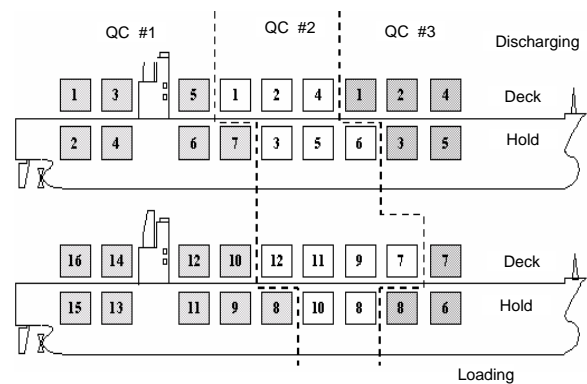 QC #1 QC #2 QC #3
Discharging
1 3 5 1 2 4 1 2 4 Deck
2 4 6 7 3 5 6 3 5 Hold
16 14 12 10 12 11 9 7 7 Deck
15 13 11 9 8 10 8 8 6 Hold
Loading